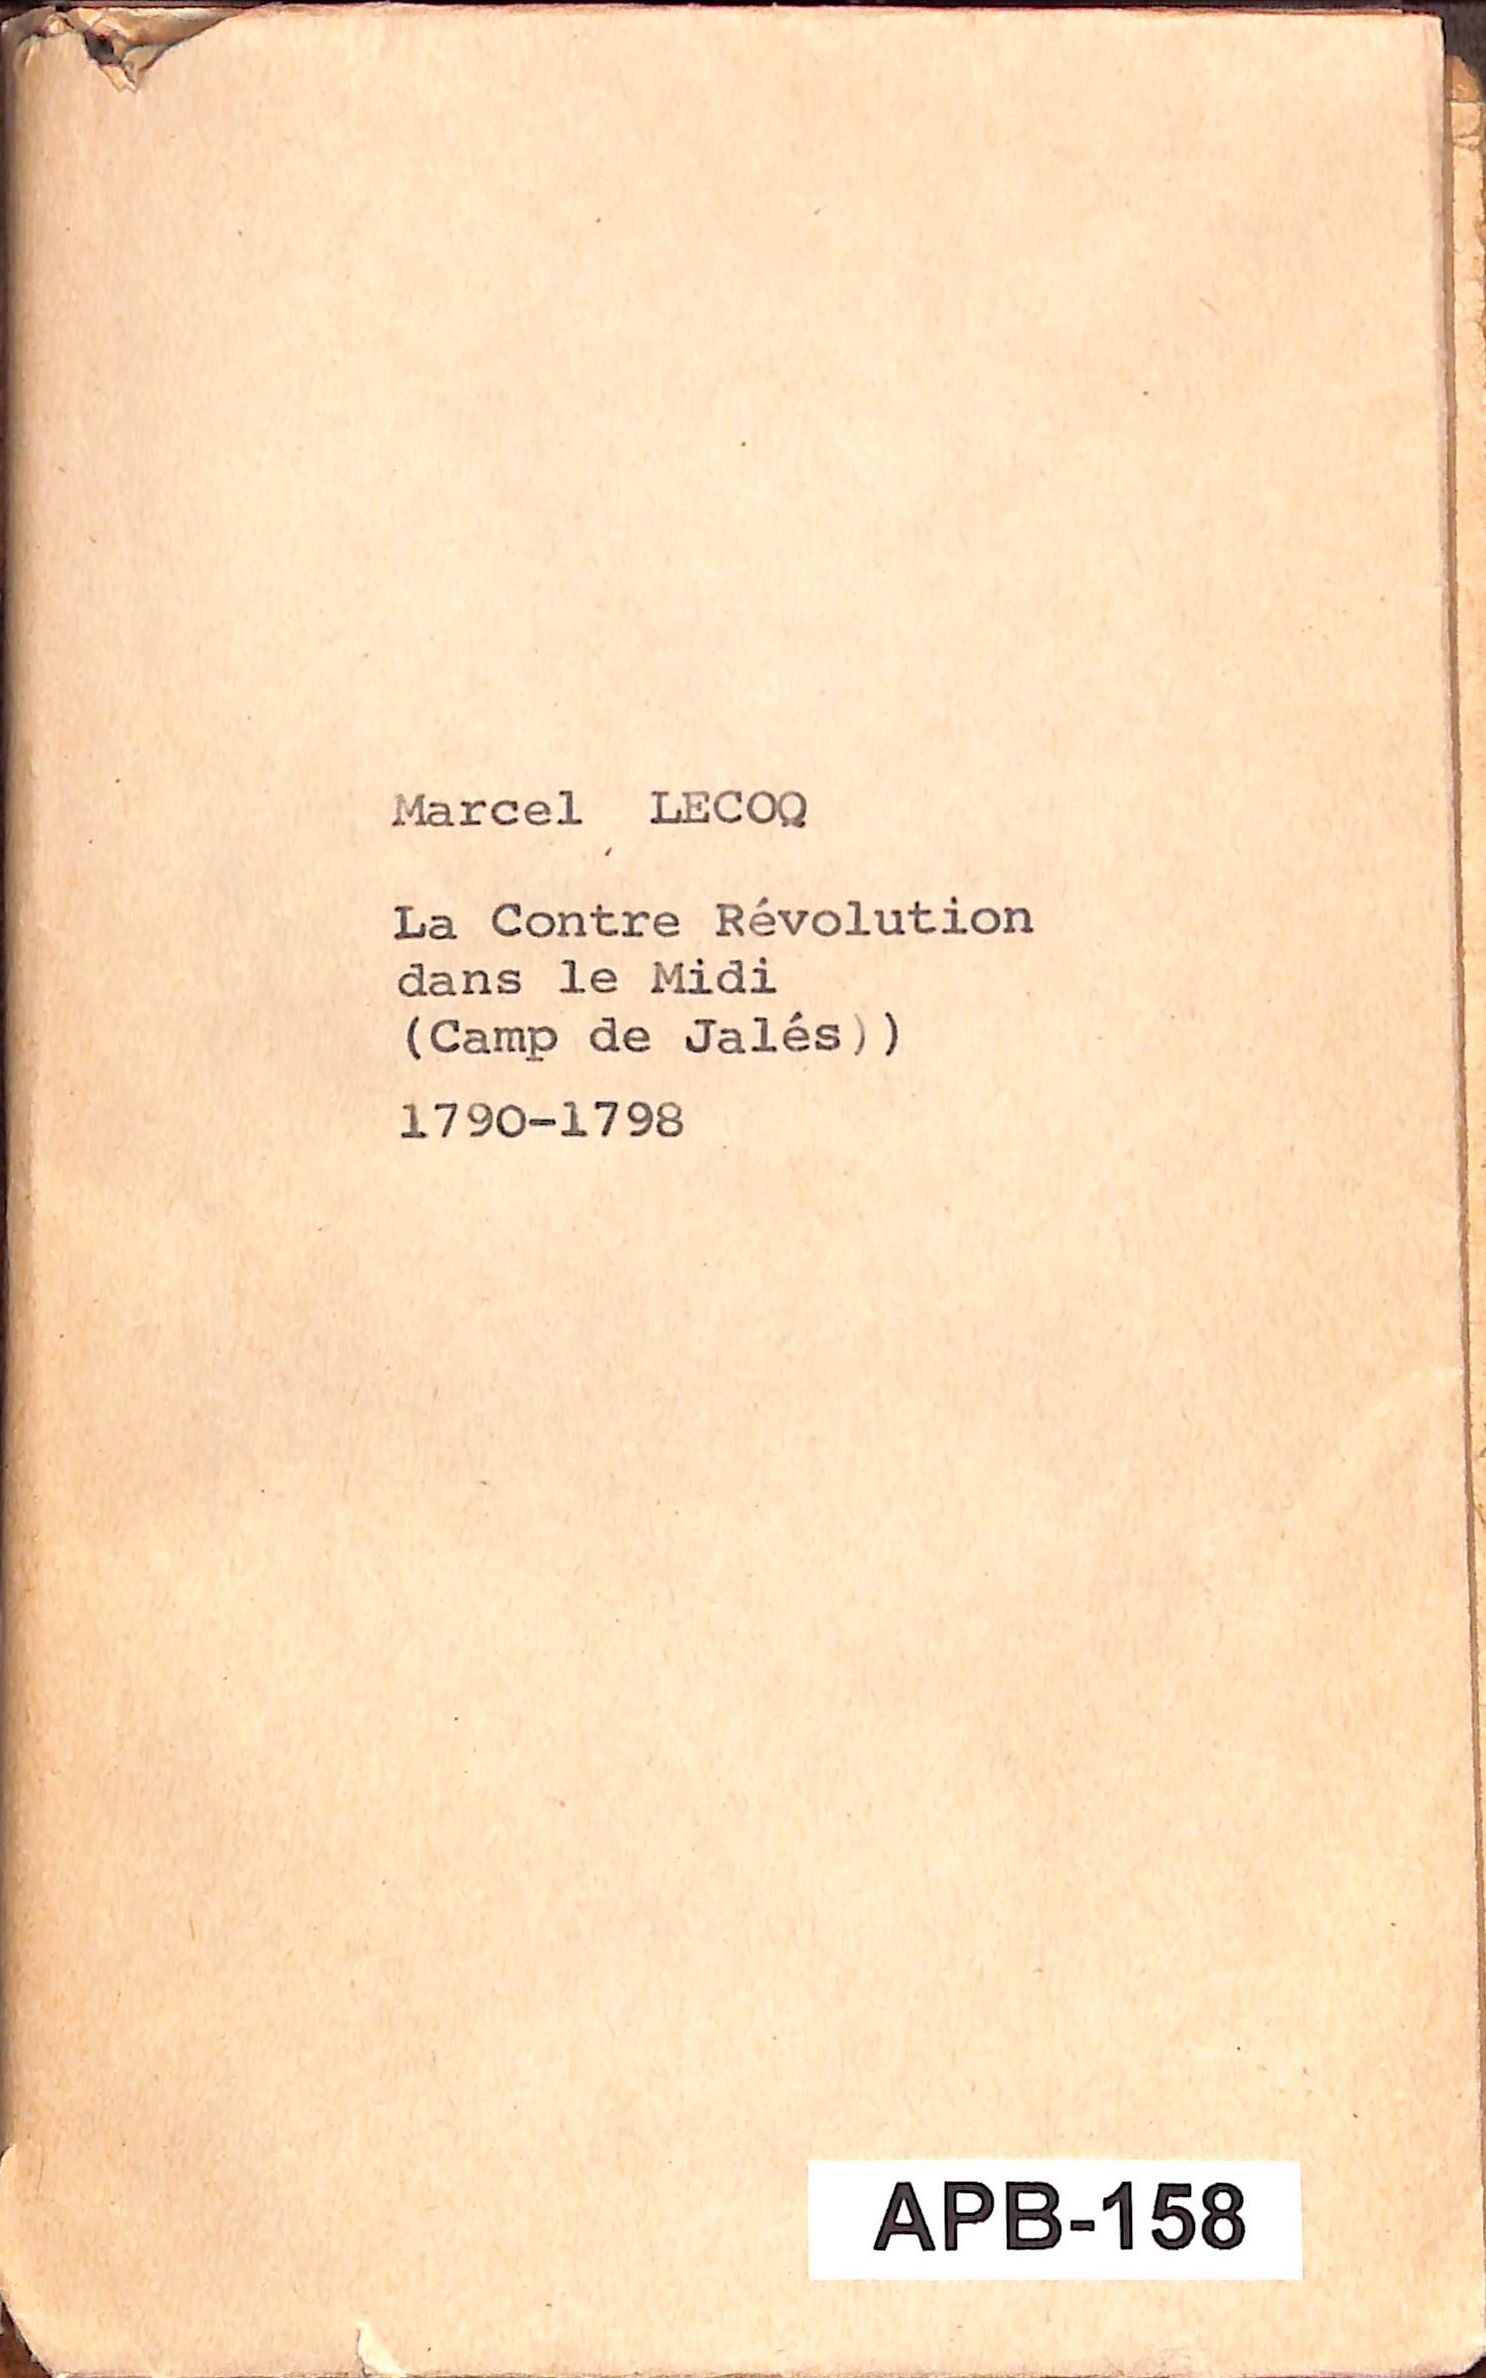 Marcel LECOQ
La Contre Révolution
dans le Midi
(Camp de Jalés))
1790-1798
APB-158